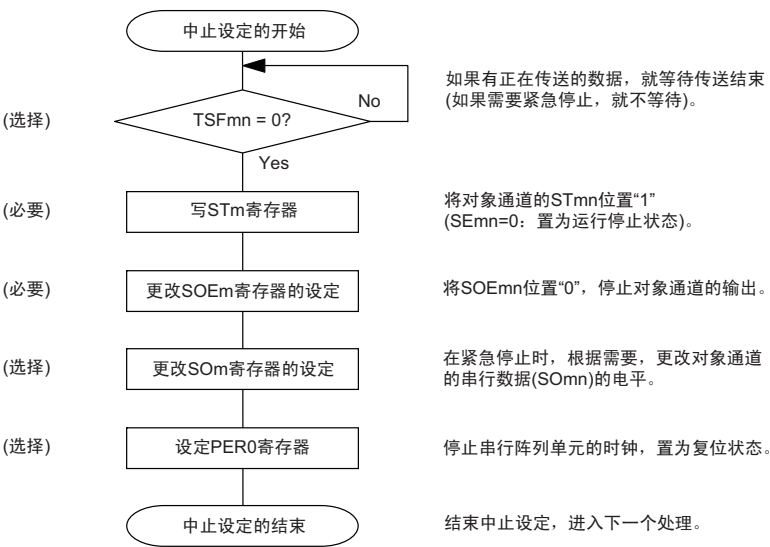 中止设定的开始
如果有正在传送的数据，就等待传送结束
(如果需要紧急停止，就不等待)。
No
(选择)
TSFmn = 0?
Yes
(必要)
写STm寄存器
将对象通道的STmn位置“1”
(SEmn=0：置为运行停止状态)。
(必要)
更改SOEm寄存器的设定
将SOEmn位置“0”，停止对象通道的输出。
(选择)
更改SOm寄存器的设定
在紧急停止时，根据需要，更改对象通道
的串行数据(SOmn)的电平。
(选择)
设定PER0寄存器
停止串行阵列单元的时钟，置为复位状态。
中止设定的结束
结束中止设定，进入下一个处理。